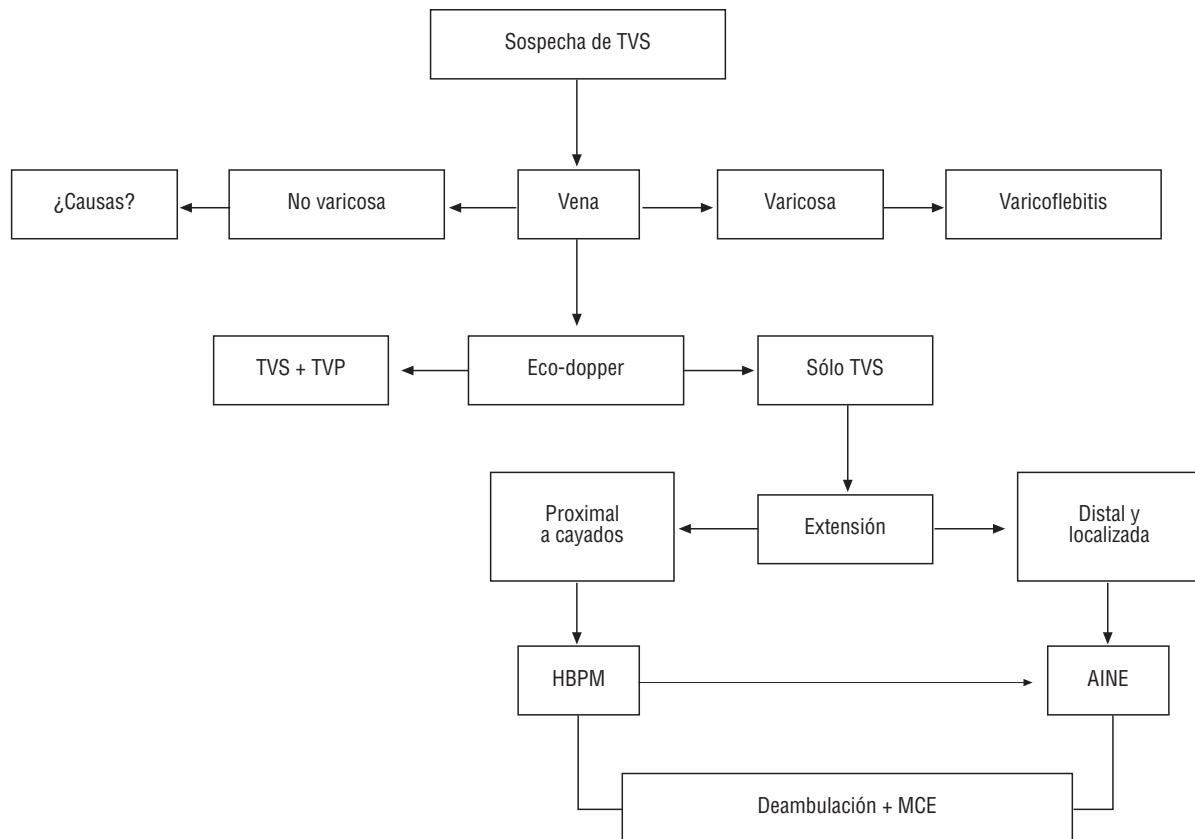 Sospecha de TVS
¿Causas?
No varicosa
Vena
Varicosa
Varicoflebitis
TVS + TVP
Eco-dopper
Sólo TVS
Proximal
a cayados
Extensión
Distal y
localizada
HBPM
AINE
Deambulación + MCE